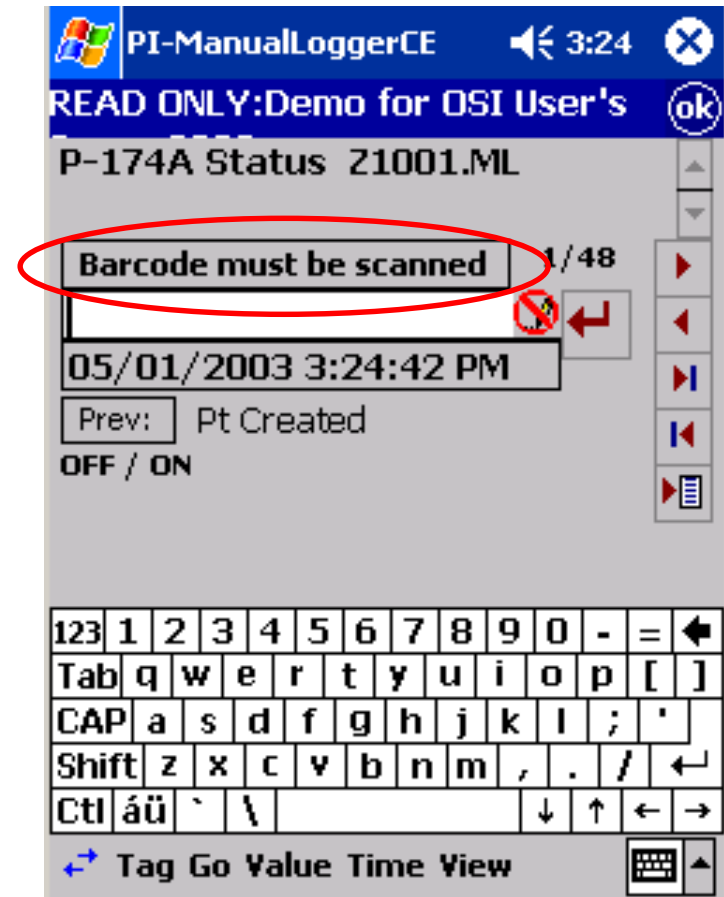 PI-ManualLoggerCE 3:24
READ ONLY:Demo for OSI User's ok
P-174A Status Z1001.ML
Barcode must be scanned 1/48
05/01/2003 3:24:42 PM
Prev: Pt Created
OFF / ON
123 1 2 3 4 5 6 7 8 9 0 - =
Tab q w e r t y u i o p [ ]
CAP a s d f g h j k l ; '
Shift z x c v b n m , . /
Ctl áü ` \
Tag Go Value Time View